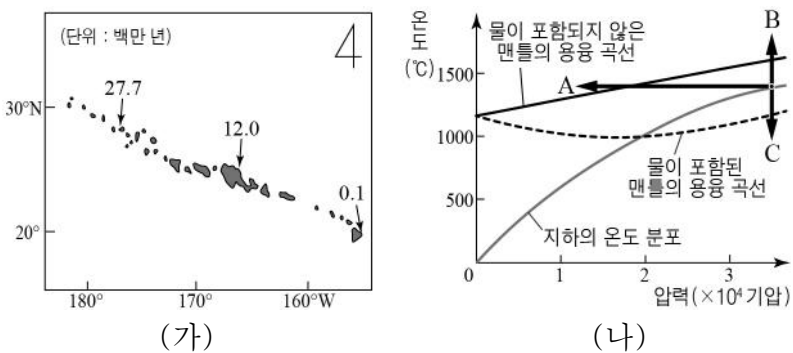 (단위 : 백만 년)
4
27.7
12.0
0.1
30°N
20°
180°
170°
160°W
(가)
온도
(℃)
1500
1000
500
0
1
2
3
압력(×10⁴기압)
물이 포함되지 않은
맨틀의 용융 곡선
A
B
C
물이 포함된
맨틀의 용융 곡선
지하의 온도 분포
(나)